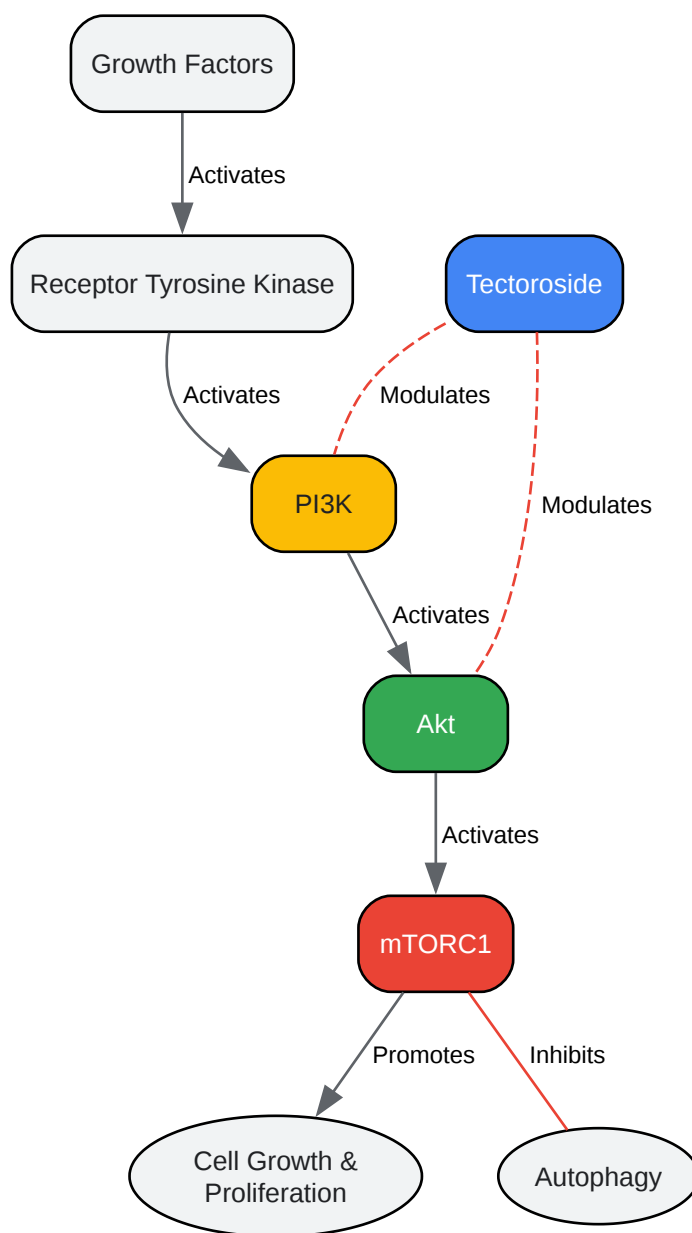 Growth Factors
Activates
Receptor Tyrosine Kinase
Tectoroside
Activates
Modulates
PI3K
Modulates
Activates
Akt
Activates
mTORC1
Promotes
Inhibits
Cell Growth &
Proliferation
Autophagy